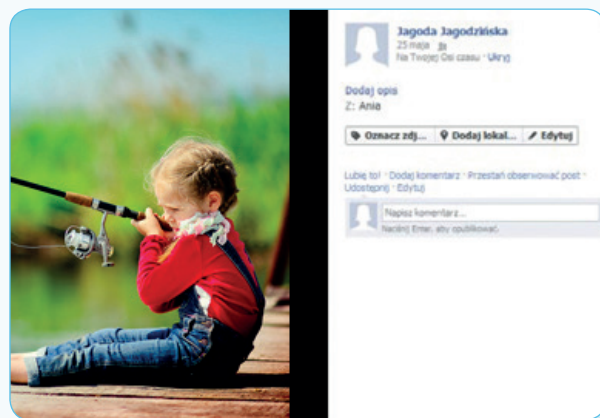 Jagoda Jagodzińska
25 maja
Na Twojej Osi czasu · Ukryj
Dodaj opis
Z: Ania
Oznacz zdj... Dodaj lokal... Edytuj
Lubię to! · Dodaj komentarz · Przestań obserwować post ·
Udostępnij · Edytuj
Napisz komentarz...
Naciśnij Enter, aby opublikować.